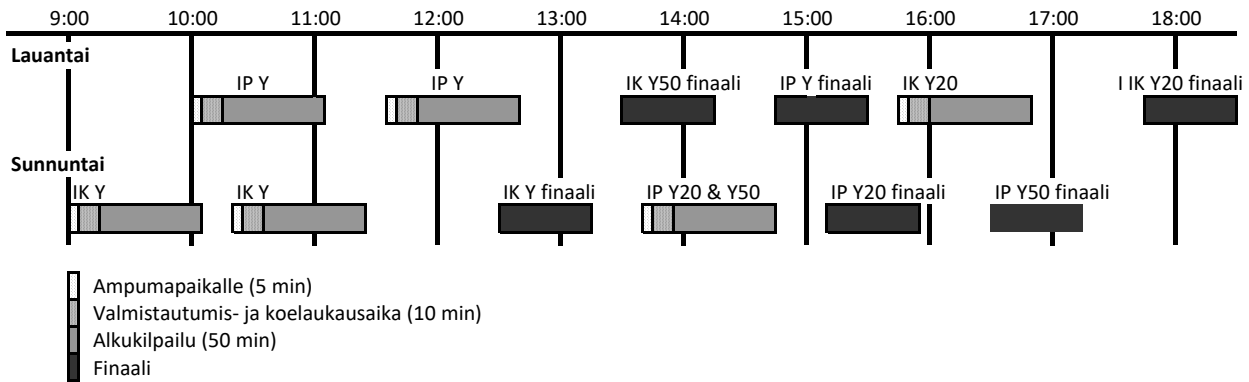 9:00 10:00 11:00 12:00 13:00 14:00 15:00 16:00 17:00 18:00
Lauantai
IP Y IP Y IK Y50 finaali IP Y finaali IK Y20 I IK Y20 finaali
Sunnuntai
IK Y IK Y IK Y finaali IP Y20 & Y50 IP Y20 finaali IP Y50 finaali
Ampumapaikalle (5 min)
Valmistautumis- ja koelaukausaika (10 min)
Alkukilpailu (50 min)
Finaali